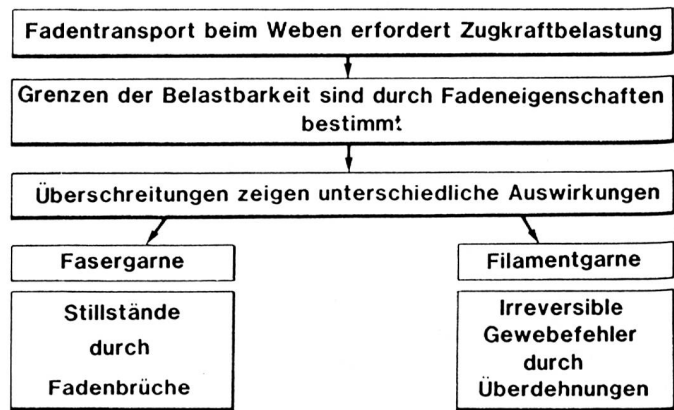 Fadentransport beim Weben erfordert Zugkraftbelastung
Grenzen der Belastbarkeit sind durch Fadeneigenschaften
bestimmt.
Überschreitungen zeigen unterschiedliche Auswirkungen
Fasergarne
Filamentgarne
Stillstände
durch
Fadenbrüche
Irreversible
Gewebefehler
durch
Überdehnungen